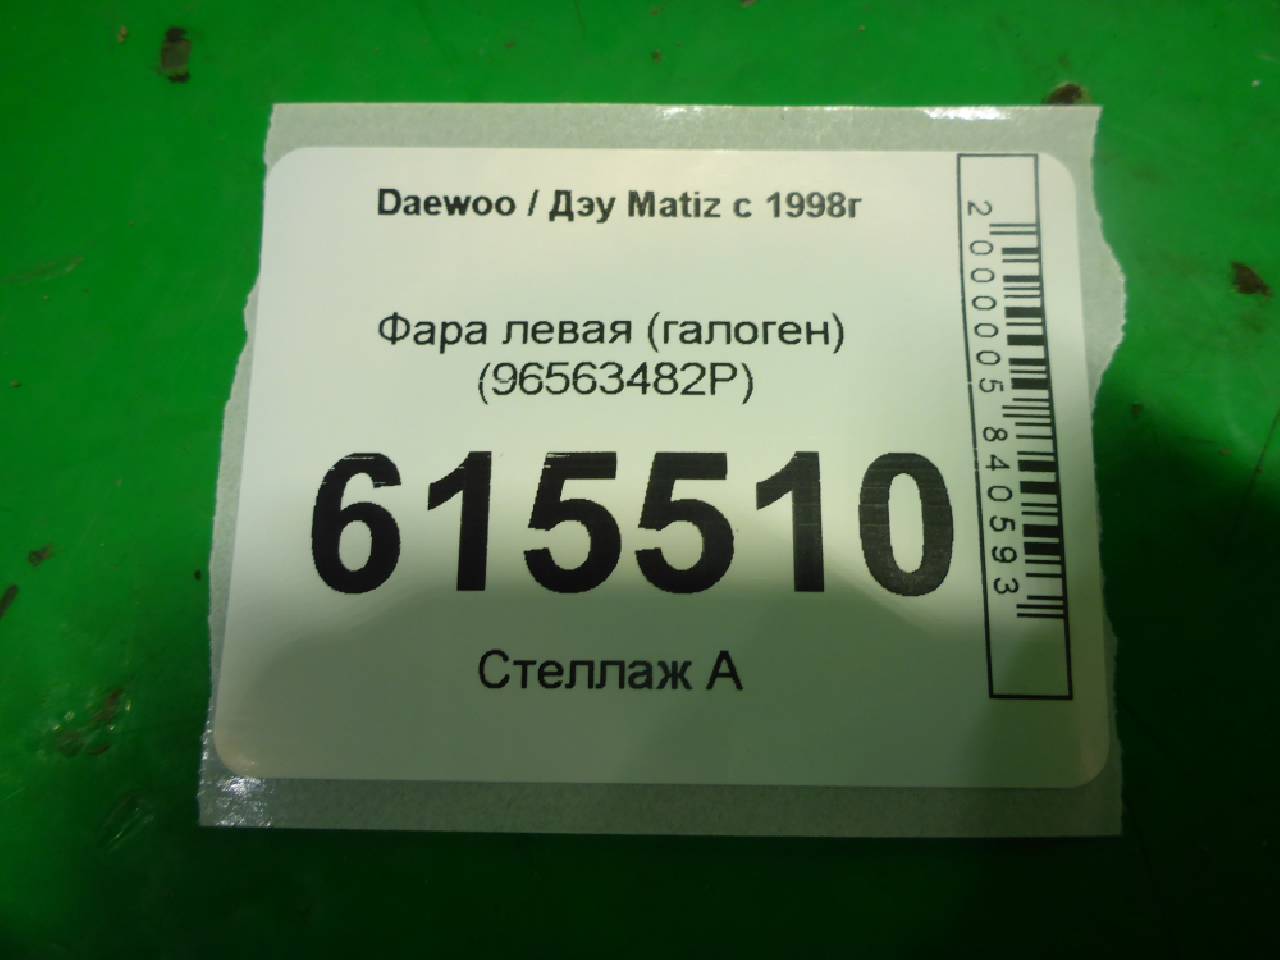 Daewoo / Дэу Matiz с 1998г
Фара левая (галоген)
(96563482P)
615510
Стеллаж А
2000005840593